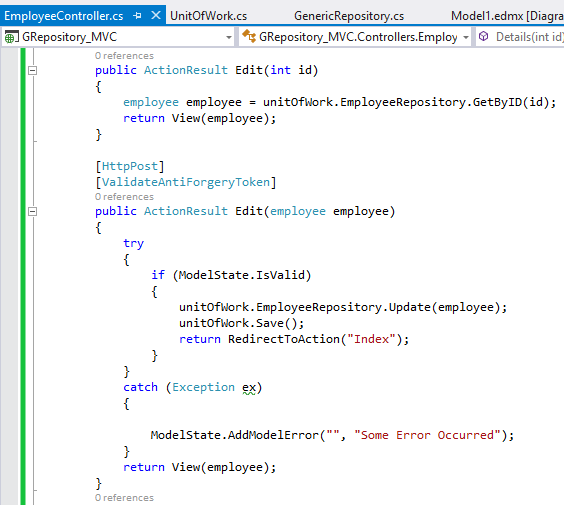 EmployeeController.cs UnitOfWork.cs GenericRepository.cs Model1.edmx [Diagra
GRepository_MVC GRepository_MVC.Controllers.Employ Details(int id)
0 references
public ActionResult Edit(int id)
{
employee employee = unitOfWork.EmployeeRepository.GetByID(id);
return View(employee);
}
[HttpPost]
[ValidateAntiForgeryToken]
0 references
public ActionResult Edit(employee employee)
{
try
{
if (ModelState.IsValid)
{
unitOfWork.EmployeeRepository.Update(employee);
unitOfWork.Save();
return RedirectToAction("Index");
}
}
catch (Exception ex)
{
ModelState.AddModelError("", "Some Error Occurred");
}
return View(employee);
}
0 references